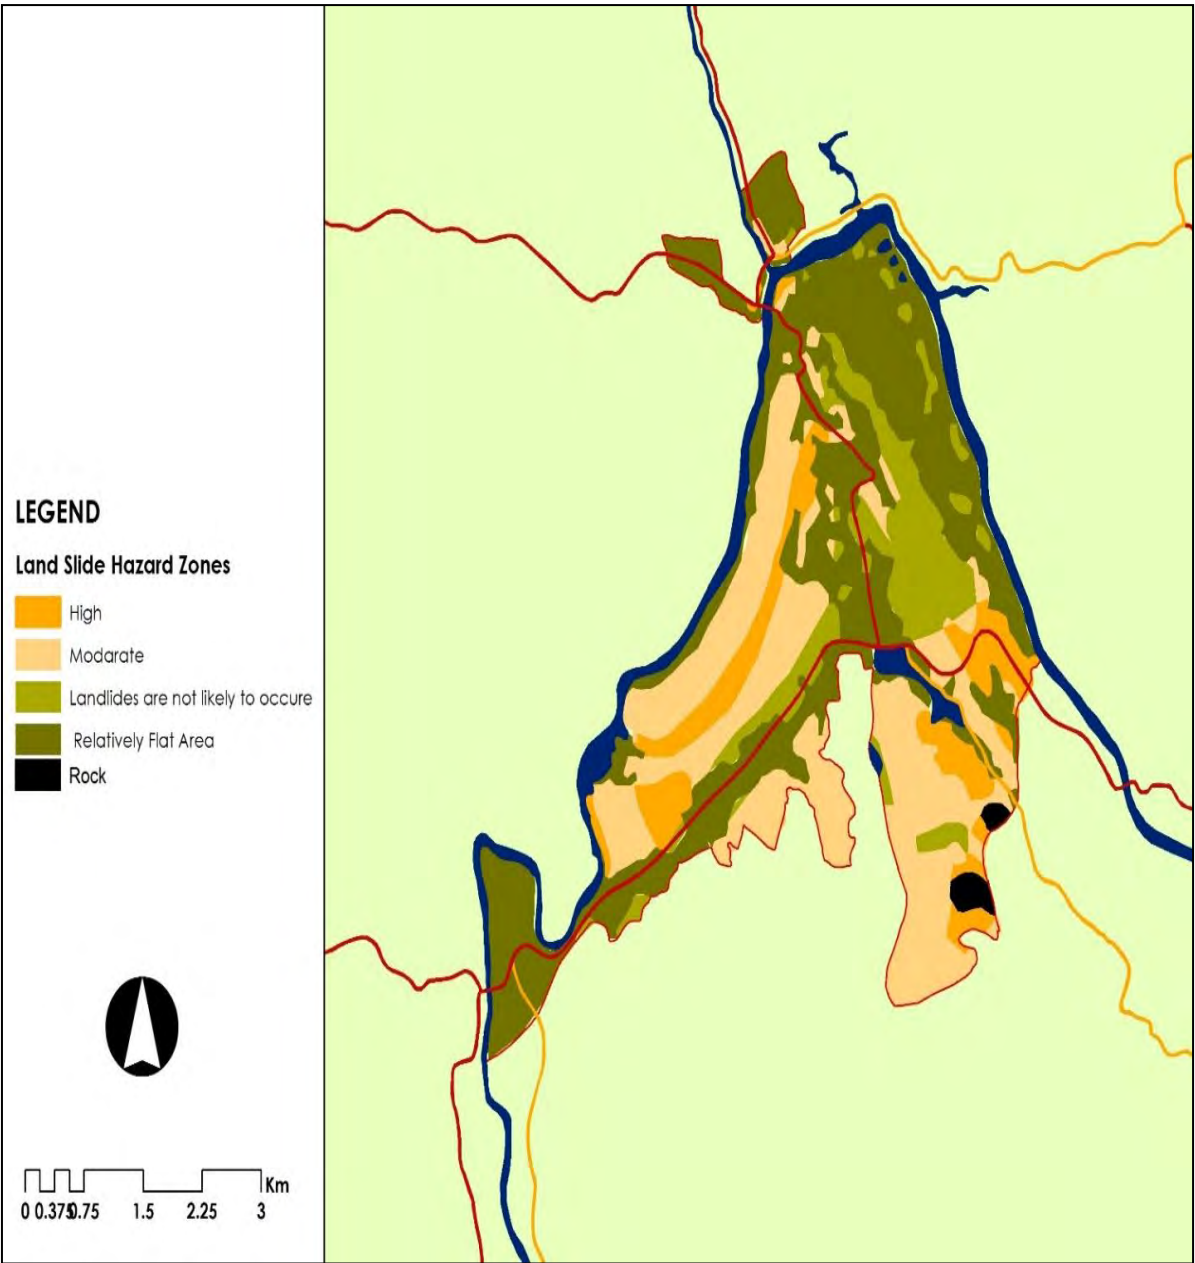 LEGEND
Land Slide Hazard Zones
High
Modarate
Landlides are not likely to occure
Relatively Flat Area
Rock
Km
0 0.375 0.75 1.5 2.25 3